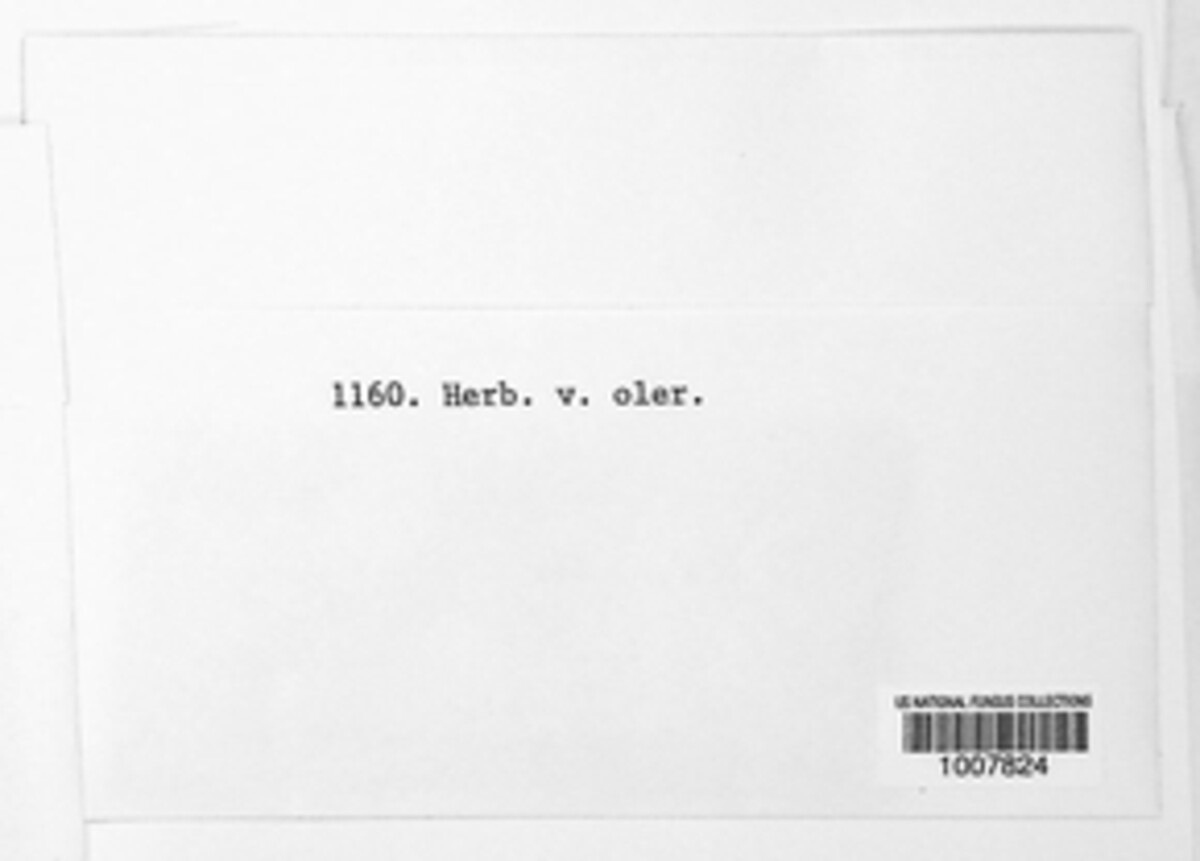 1160. Herb. v. oler.
US NATIONAL FUNGUS COLLECTIONS
1007824